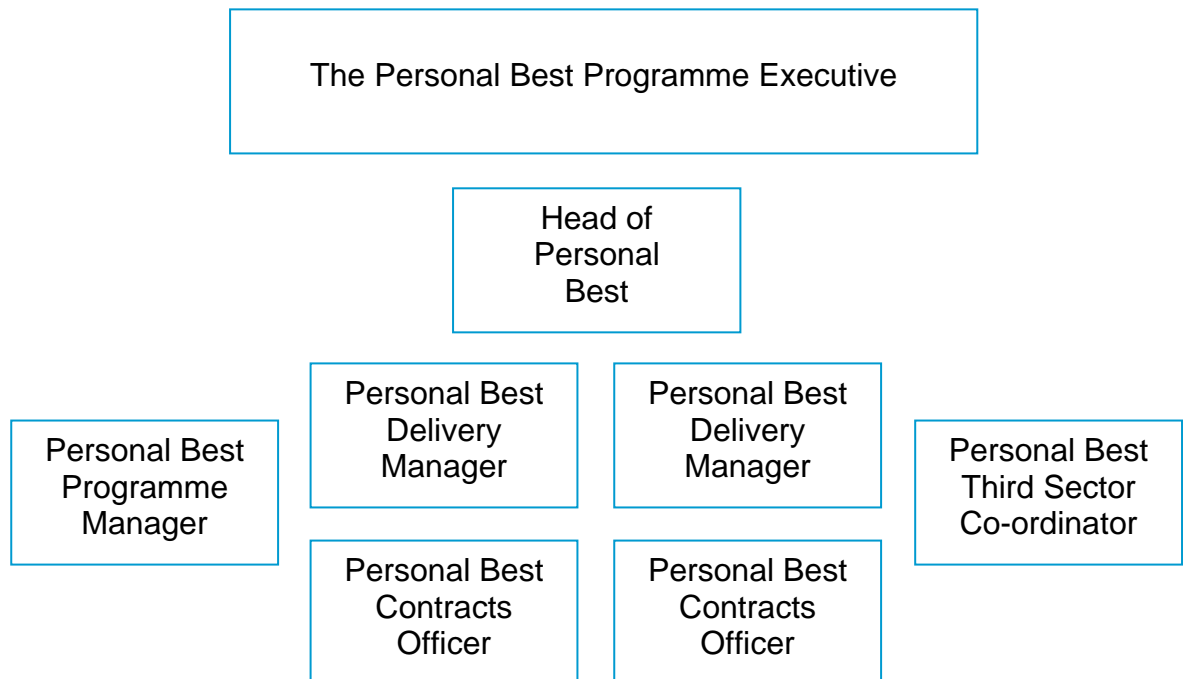 The Personal Best Programme Executive
Head of
Personal
Best
Personal Best
Programme
Manager
Personal Best
Delivery
Manager
Personal Best
Delivery
Manager
Personal Best
Third Sector
Co-ordinator
Personal Best
Contracts
Officer
Personal Best
Contracts
Officer